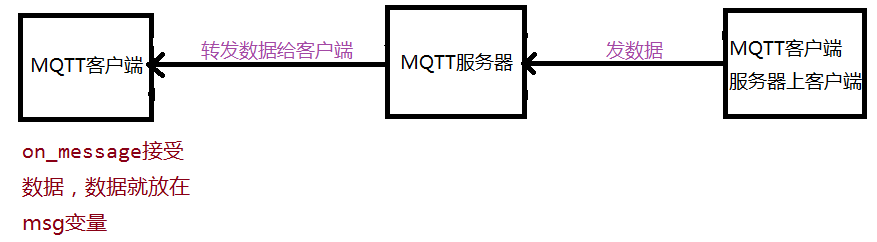 转发数据给客户端
发数据
MQTT客户端
MQTT服务器
MQTT客户端
服务器上客户端
on_message接受
数据，数据就放在
msg变量